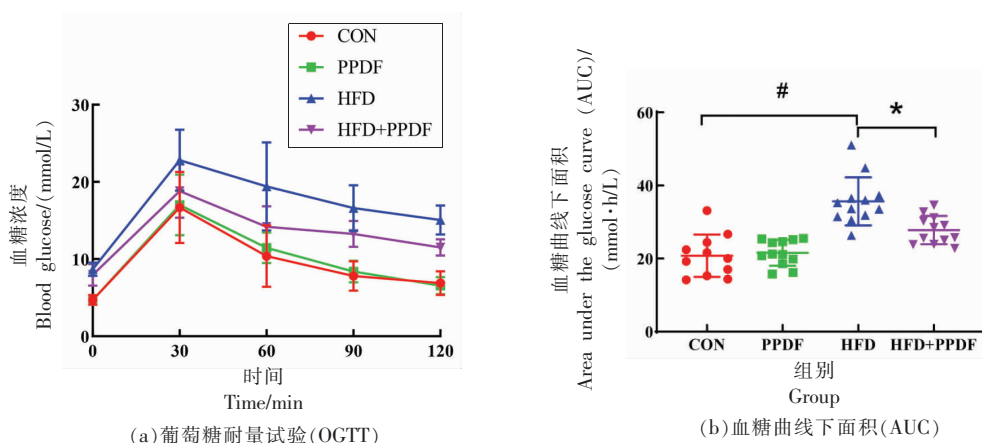 CON
PPDF
HFD
HFD+PPDF
血糖浓度
Blood glucose/(mmol/L)
30
20
10
0
0 30 60 90 120
时间
Time/min
(a)葡萄糖耐量试验(OGTT)
血糖曲线下面积
Area under the glucose curve (AUC)/
(mmol·h/L)
60
40
20
0
#
*
CON PPDF HFD HFD+PPDF
组别
Group
(b)血糖曲线下面积(AUC)